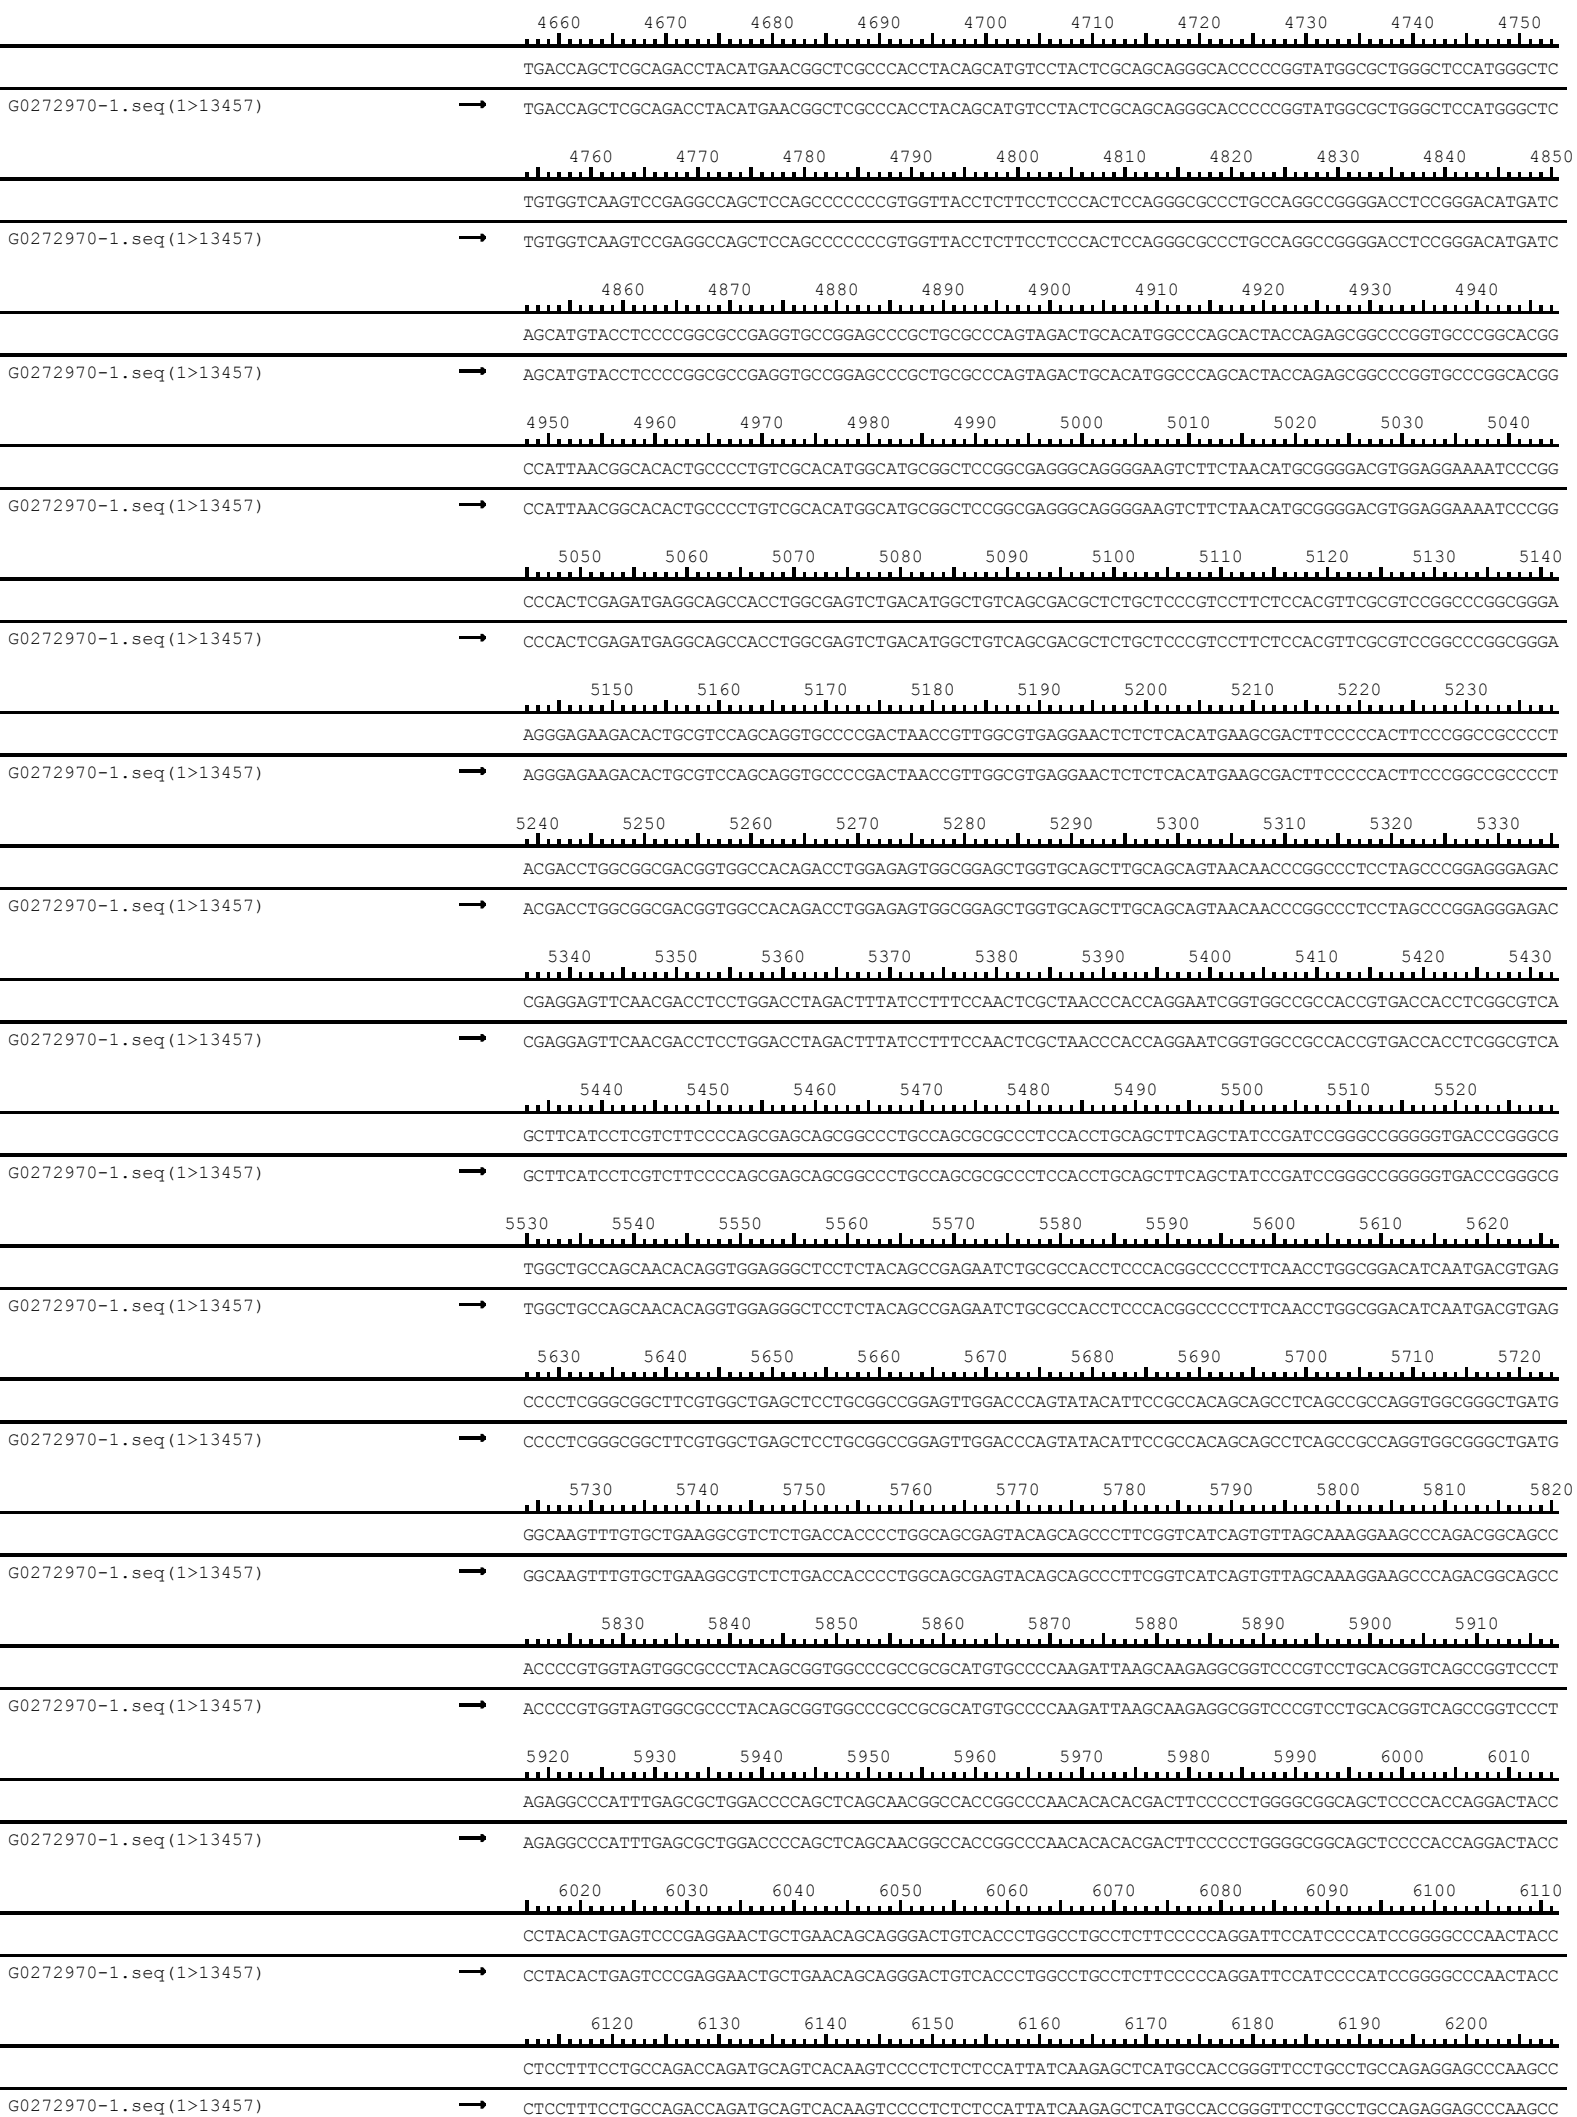 4660 4670 4680 4690 4700 4710 4720 4730 4740 4750
TGACCAGCTCGCAGACCTACATGAACGGCTCGCCCACCTACAGCATGTCCTACTCGCAGCAGGGCACCCCCGGTATGGCGCTGGGCTCCATGGGCTC
G0272970-1.seq(1>13457) → TGACCAGCTCGCAGACCTACATGAACGGCTCGCCCACCTACAGCATGTCCTACTCGCAGCAGGGCACCCCCGGTATGGCGCTGGGCTCCATGGGCTC
4760 4770 4780 4790 4800 4810 4820 4830 4840 4850
TGTGGTCAAGTCCGAGGCCAGCTCCAGCCCCCCCGTGGTTACCTCTTCCTCCCACTCCAGGGCGCCCTGCCAGGCCGGGGACCTCCGGGACATGATC
G0272970-1.seq(1>13457) → TGTGGTCAAGTCCGAGGCCAGCTCCAGCCCCCCCGTGGTTACCTCTTCCTCCCACTCCAGGGCGCCCTGCCAGGCCGGGGACCTCCGGGACATGATC
4860 4870 4880 4890 4900 4910 4920 4930 4940
AGCATGTACCTCCCCGGCGCCGAGGTGCCGGAGCCCGCTGCGCCCAGTAGACTGCACATGGCCCAGCACTACCAGAGCGGCCCGGTGCCCGGCACGG
G0272970-1.seq(1>13457) → AGCATGTACCTCCCCGGCGCCGAGGTGCCGGAGCCCGCTGCGCCCAGTAGACTGCACATGGCCCAGCACTACCAGAGCGGCCCGGTGCCCGGCACGG
4950 4960 4970 4980 4990 5000 5010 5020 5030 5040
CCATTAACGGCACACTGCCCCTGTCGCACATGGCATGCGGCTCCGGCGAGGGCAGGGGAAGTCTTCTAACATGCGGGGACGTGGAGGAAAATCCCGG
G0272970-1.seq(1>13457) → CCATTAACGGCACACTGCCCCTGTCGCACATGGCATGCGGCTCCGGCGAGGGCAGGGGAAGTCTTCTAACATGCGGGGACGTGGAGGAAAATCCCGG
5050 5060 5070 5080 5090 5100 5110 5120 5130 5140
CCCACTCGAGATGAGGCAGCCACCTGGCGAGTCTGACATGGCTGTCAGCGACGCTCTGCTCCCGTCCTTCTCCACGTTCGCGTCCGGCCCGGCGGGA
G0272970-1.seq(1>13457) → CCCACTCGAGATGAGGCAGCCACCTGGCGAGTCTGACATGGCTGTCAGCGACGCTCTGCTCCCGTCCTTCTCCACGTTCGCGTCCGGCCCGGCGGGA
5150 5160 5170 5180 5190 5200 5210 5220 5230
AGGGAGAAGACACTGCGTCCAGCAGGTGCCCCGACTAACCGTTGGCGTGAGGAACTCTCTCACATGAAGCGACTTCCCCCACTTCCCGGCCGCCCCT
G0272970-1.seq(1>13457) → AGGGAGAAGACACTGCGTCCAGCAGGTGCCCCGACTAACCGTTGGCGTGAGGAACTCTCTCACATGAAGCGACTTCCCCCACTTCCCGGCCGCCCCT
5240 5250 5260 5270 5280 5290 5300 5310 5320 5330
ACGACCTGGCGGCGACGGTGGCCACAGACCTGGAGAGTGGCGGAGCTGGTGCAGCTTGCAGCAGTAACAACCCGGCCCTCCTAGCCCGGAGGGAGAC
G0272970-1.seq(1>13457) → ACGACCTGGCGGCGACGGTGGCCACAGACCTGGAGAGTGGCGGAGCTGGTGCAGCTTGCAGCAGTAACAACCCGGCCCTCCTAGCCCGGAGGGAGAC
5340 5350 5360 5370 5380 5390 5400 5410 5420 5430
CGAGGAGTTCAACGACCTCCTGGACCTAGACTTTATCCTTTCCAACTCGCTAACCCACCAGGAATCGGTGGCCGCCACCGTGACCACCTCGGCGTCA
G0272970-1.seq(1>13457) → CGAGGAGTTCAACGACCTCCTGGACCTAGACTTTATCCTTTCCAACTCGCTAACCCACCAGGAATCGGTGGCCGCCACCGTGACCACCTCGGCGTCA
5440 5450 5460 5470 5480 5490 5500 5510 5520
GCTTCATCCTCGTCTTCCCCAGCGAGCAGCGGCCCTGCCAGCGCGCCCTCCACCTGCAGCTTCAGCTATCCGATCCGGGCCGGGGGTGACCCGGGCG
G0272970-1.seq(1>13457) → GCTTCATCCTCGTCTTCCCCAGCGAGCAGCGGCCCTGCCAGCGCGCCCTCCACCTGCAGCTTCAGCTATCCGATCCGGGCCGGGGGTGACCCGGGCG
5530 5540 5550 5560 5570 5580 5590 5600 5610 5620
TGGCTGCCAGCAACACAGGTGGAGGGCTCCTCTACAGCCGAGAATCTGCGCCACCTCCCACGGCCCCCTTCAACCTGGCGGACATCAATGACGTGAG
G0272970-1.seq(1>13457) → TGGCTGCCAGCAACACAGGTGGAGGGCTCCTCTACAGCCGAGAATCTGCGCCACCTCCCACGGCCCCCTTCAACCTGGCGGACATCAATGACGTGAG
5630 5640 5650 5660 5670 5680 5690 5700 5710 5720
CCCCTCGGGCGGCTTCGTGGCTGAGCTCCTGCGGCCGGAGTTGGACCCAGTATACATTCCGCCACAGCAGCCTCAGCCGCCAGGTGGCGGGCTGATG
G0272970-1.seq(1>13457) → CCCCTCGGGCGGCTTCGTGGCTGAGCTCCTGCGGCCGGAGTTGGACCCAGTATACATTCCGCCACAGCAGCCTCAGCCGCCAGGTGGCGGGCTGATG
5730 5740 5750 5760 5770 5780 5790 5800 5810 5820
GGCAAGTTTGTGCTGAAGGCGTCTCTGACCACCCCTGGCAGCGAGTACAGCAGCCCTTCGGTCATCAGTGTTAGCAAAGGAAGCCCAGACGGCAGCC
G0272970-1.seq(1>13457) → GGCAAGTTTGTGCTGAAGGCGTCTCTGACCACCCCTGGCAGCGAGTACAGCAGCCCTTCGGTCATCAGTGTTAGCAAAGGAAGCCCAGACGGCAGCC
5830 5840 5850 5860 5870 5880 5890 5900 5910
ACCCCGTGGTAGTGGCGCCCTACAGCGGTGGCCCGCCGCGCATGTGCCCCAAGATTAAGCAAGAGGCGGTCCCGTCCTGCACGGTCAGCCGGTCCCT
G0272970-1.seq(1>13457) → ACCCCGTGGTAGTGGCGCCCTACAGCGGTGGCCCGCCGCGCATGTGCCCCAAGATTAAGCAAGAGGCGGTCCCGTCCTGCACGGTCAGCCGGTCCCT
5920 5930 5940 5950 5960 5970 5980 5990 6000 6010
AGAGGCCCATTTGAGCGCTGGACCCCAGCTCAGCAACGGCCACCGGCCCAACACACACGACTTCCCCCTGGGGCGGCAGCTCCCCACCAGGACTACC
G0272970-1.seq(1>13457) → AGAGGCCCATTTGAGCGCTGGACCCCAGCTCAGCAACGGCCACCGGCCCAACACACACGACTTCCCCCTGGGGCGGCAGCTCCCCACCAGGACTACC
6020 6030 6040 6050 6060 6070 6080 6090 6100 6110
CCTACACTGAGTCCCGAGGAACTGCTGAACAGCAGGGACTGTCACCCTGGCCTGCCTCTTCCCCCAGGATTCCATCCCCATCCGGGGCCCAACTACC
G0272970-1.seq(1>13457) → CCTACACTGAGTCCCGAGGAACTGCTGAACAGCAGGGACTGTCACCCTGGCCTGCCTCTTCCCCCAGGATTCCATCCCCATCCGGGGCCCAACTACC
6120 6130 6140 6150 6160 6170 6180 6190 6200
CTCCTTTCCTGCCAGACCAGATGCAGTCACAAGTCCCCTCTCTCCATTATCAAGAGCTCATGCCACCGGGTTCCTGCCTGCCAGAGGAGCCCAAGCC
G0272970-1.seq(1>13457) → CTCCTTTCCTGCCAGACCAGATGCAGTCACAAGTCCCCTCTCTCCATTATCAAGAGCTCATGCCACCGGGTTCCTGCCTGCCAGAGGAGCCCAAGCC